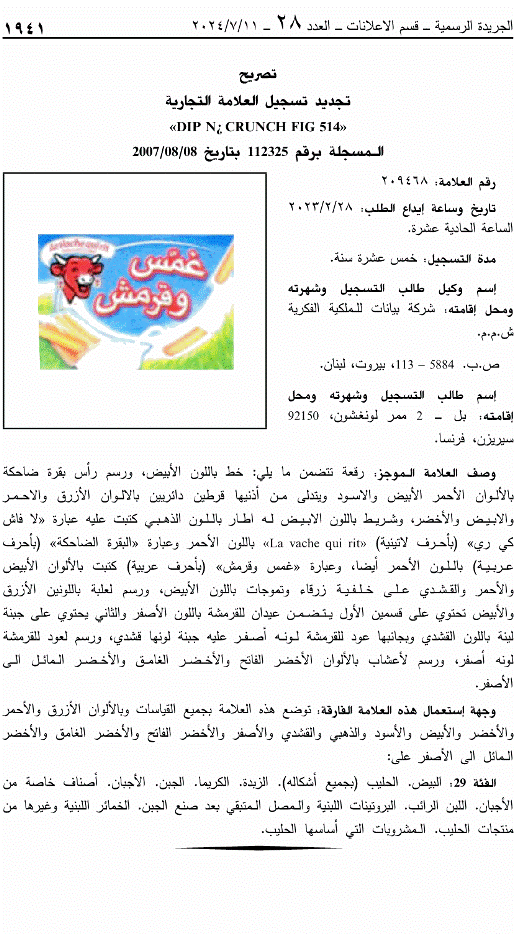 الجريدة الرسمية ــ قسم الاعلانات ــ العدد ٢٨ ــ ٢٠٢٤/٧/١١
١٩٤١
تصريح
تجديد تسجيل العلامة التجارية
«DIP N¿ CRUNCH FIG 514»
المسجلة برقم 112325 بتاريخ 2007/08/08
La vache qui rit
غمّس
وقرمش
رقم العلامة: ٢٠٩٤٦٨
تاريخ وساعة إيداع الطلب: ٢٠٢٣/٢/٢٨
الساعة الحادية عشرة.
مدة التسجيل: خمس عشرة سنة.
إسم وكيل طالب التسجيل وشهرته
ومحل إقامته: شركة بيانات للملكية الفكرية
ش.م.م.
ص.ب. 5884 – 113، بيروت، لبنان.
إسم طالب التسجيل وشهرته ومحل
إقامته: بل ــ 2 ممر لونغشون، 92150
سيريزن، فرنسا.
وصف العلامة الموجز: رقعة تتضمن ما يلي: خط باللون الأبيض، ورسم رأس بقرة ضاحكة
بالألوان الأحمر الأبيض والاسود ويتدلى من أذنيها قرطين دائريين بالالوان الأزرق والاحمر
والابيض والأخضر، وشريط باللون الابيض له اطار باللون الذهبي كتبت عليه عبارة «لا فاش
كي ري» (بأحرف لاتينية) «La vache qui rit» باللون الأحمر وعبارة «البقرة الضاحكة» (بأحرف
عربية) باللون الأحمر أيضا، وعبارة «غمس وقرمش» (بأحرف عربية) كتبت بالألوان الأبيض
والأحمر والقشدي على خلفية زرقاء وتموجات باللون الأبيض، ورسم لعلبة باللونين الأزرق
والأبيض تحتوي على قسمين الأول يتضمن عيدان للقرمشة باللون الأصفر والثاني يحتوي على جبنة
لبنة باللون القشدي وبجانبها عود للقرمشة لونه أصفر عليه جبنة لونها قشدي، ورسم لعود للقرمشة
لونه أصفر، ورسم لأعشاب بالألوان الأخضر الفاتح والأخضر الغامق والأخضر المائل الى
الأصفر.
وجهة إستعمال هذه العلامة الفارقة: توضع هذه العلامة بجميع القياسات وبالألوان الأزرق والأحمر
والأخضر والأبيض والأسود والذهبي والقشدي والأصفر والأخضر الفاتح والأخضر الغامق والأخضر
المائل الى الأصفر على:
الفئة 29: البيض. الحليب (بجميع أشكاله). الزبدة. الكريما. الجبن. الأجبان. أصناف خاصة من
الأجبان. اللبن الرائب. البروتينات اللبنية والمصل المتبقي بعد صنع الجبن. الخمائر اللبنية وغيرها من
منتجات الحليب. المشروبات التي أساسها الحليب.